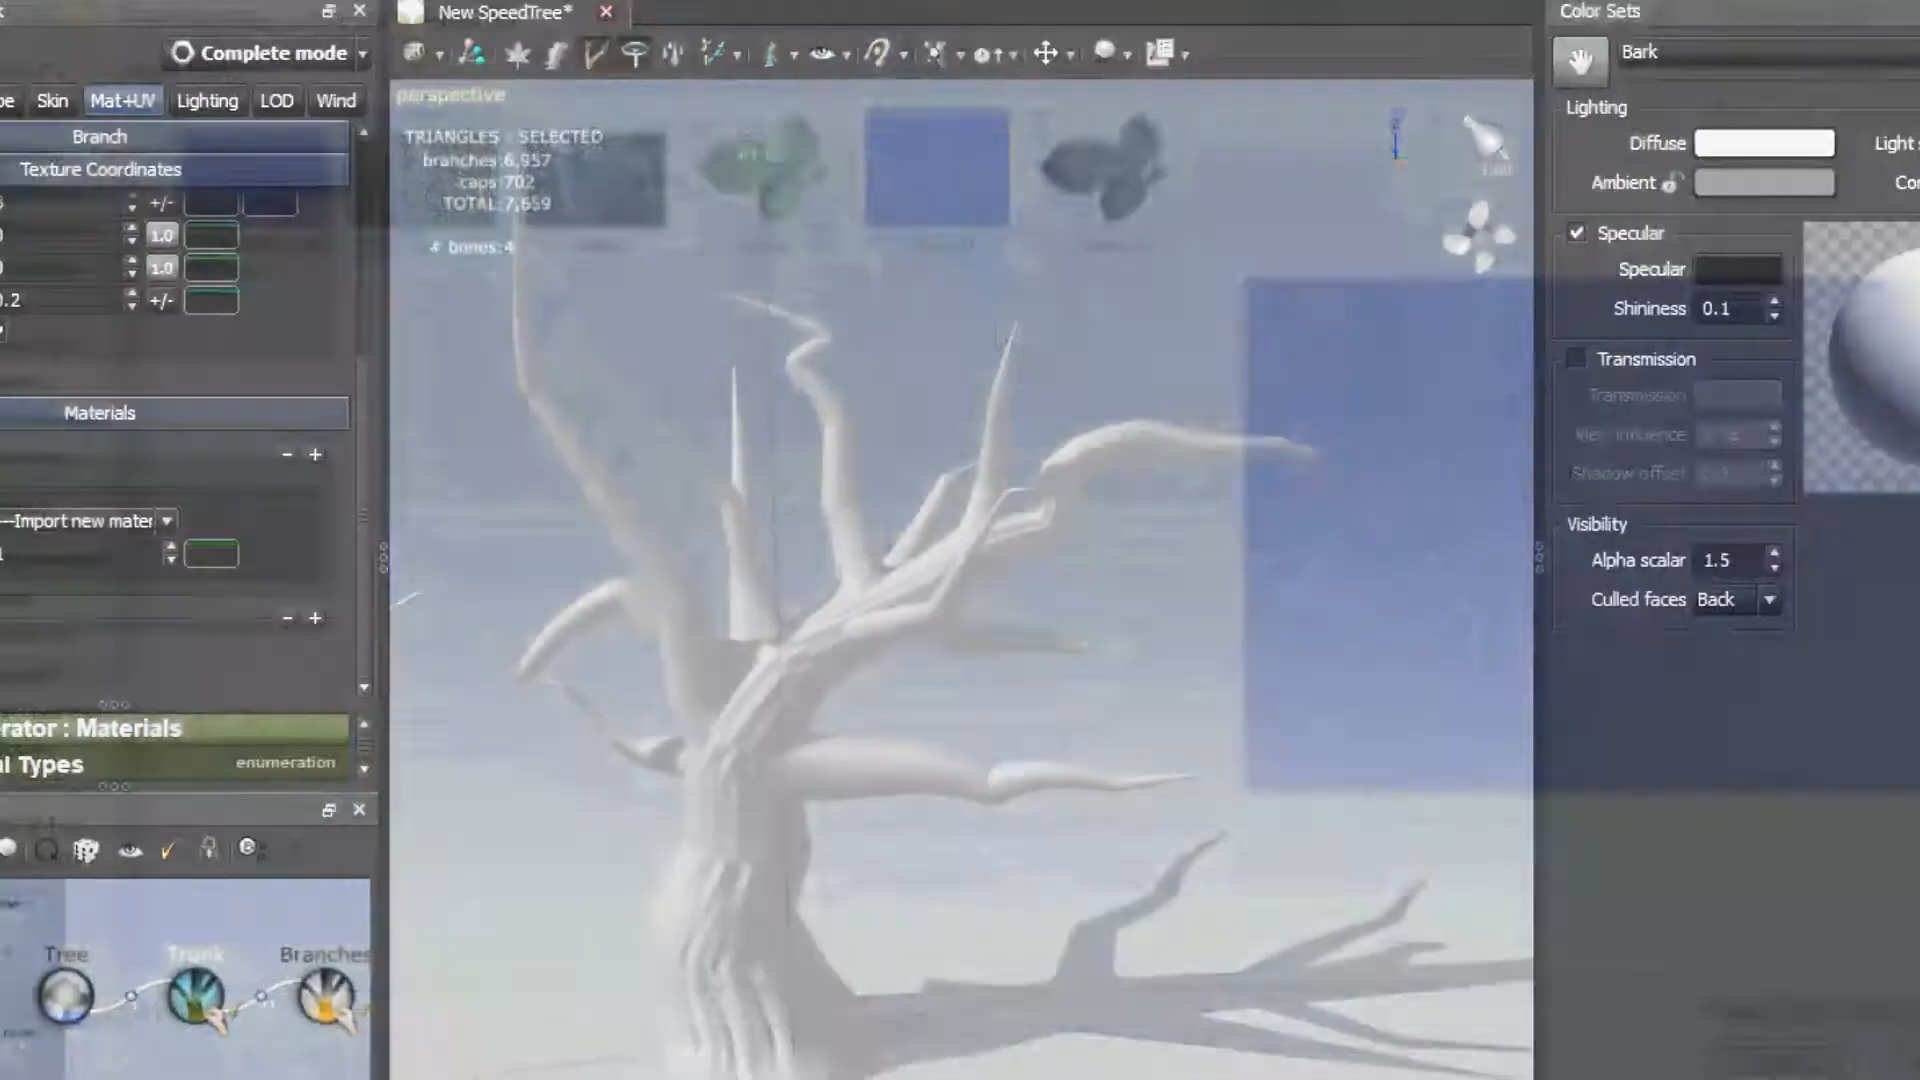 New SpeedTree*
Color Sets
Complete mode
Bark
Skin
Mat+UV
Lighting
LOD
Wind
perspective
Lighting
Branch
TRIANGLES : SELECTED
Diffuse
Light
branches:6,957
Texture Coordinates
caps:702
Ambient
TOTAL:7,659
+/-
1.0
Specular
# bones:4
1.0
Specular
0.2
+/-
Shininess
0.1
Transmission
Transmission
Materials
- +
Shadow offset
--Import new mater
Visibility
Alpha scalar
1.5
Culled faces
Back
- +
rator : Materials
l Types
enumeration
Tree
Trunk
Branches